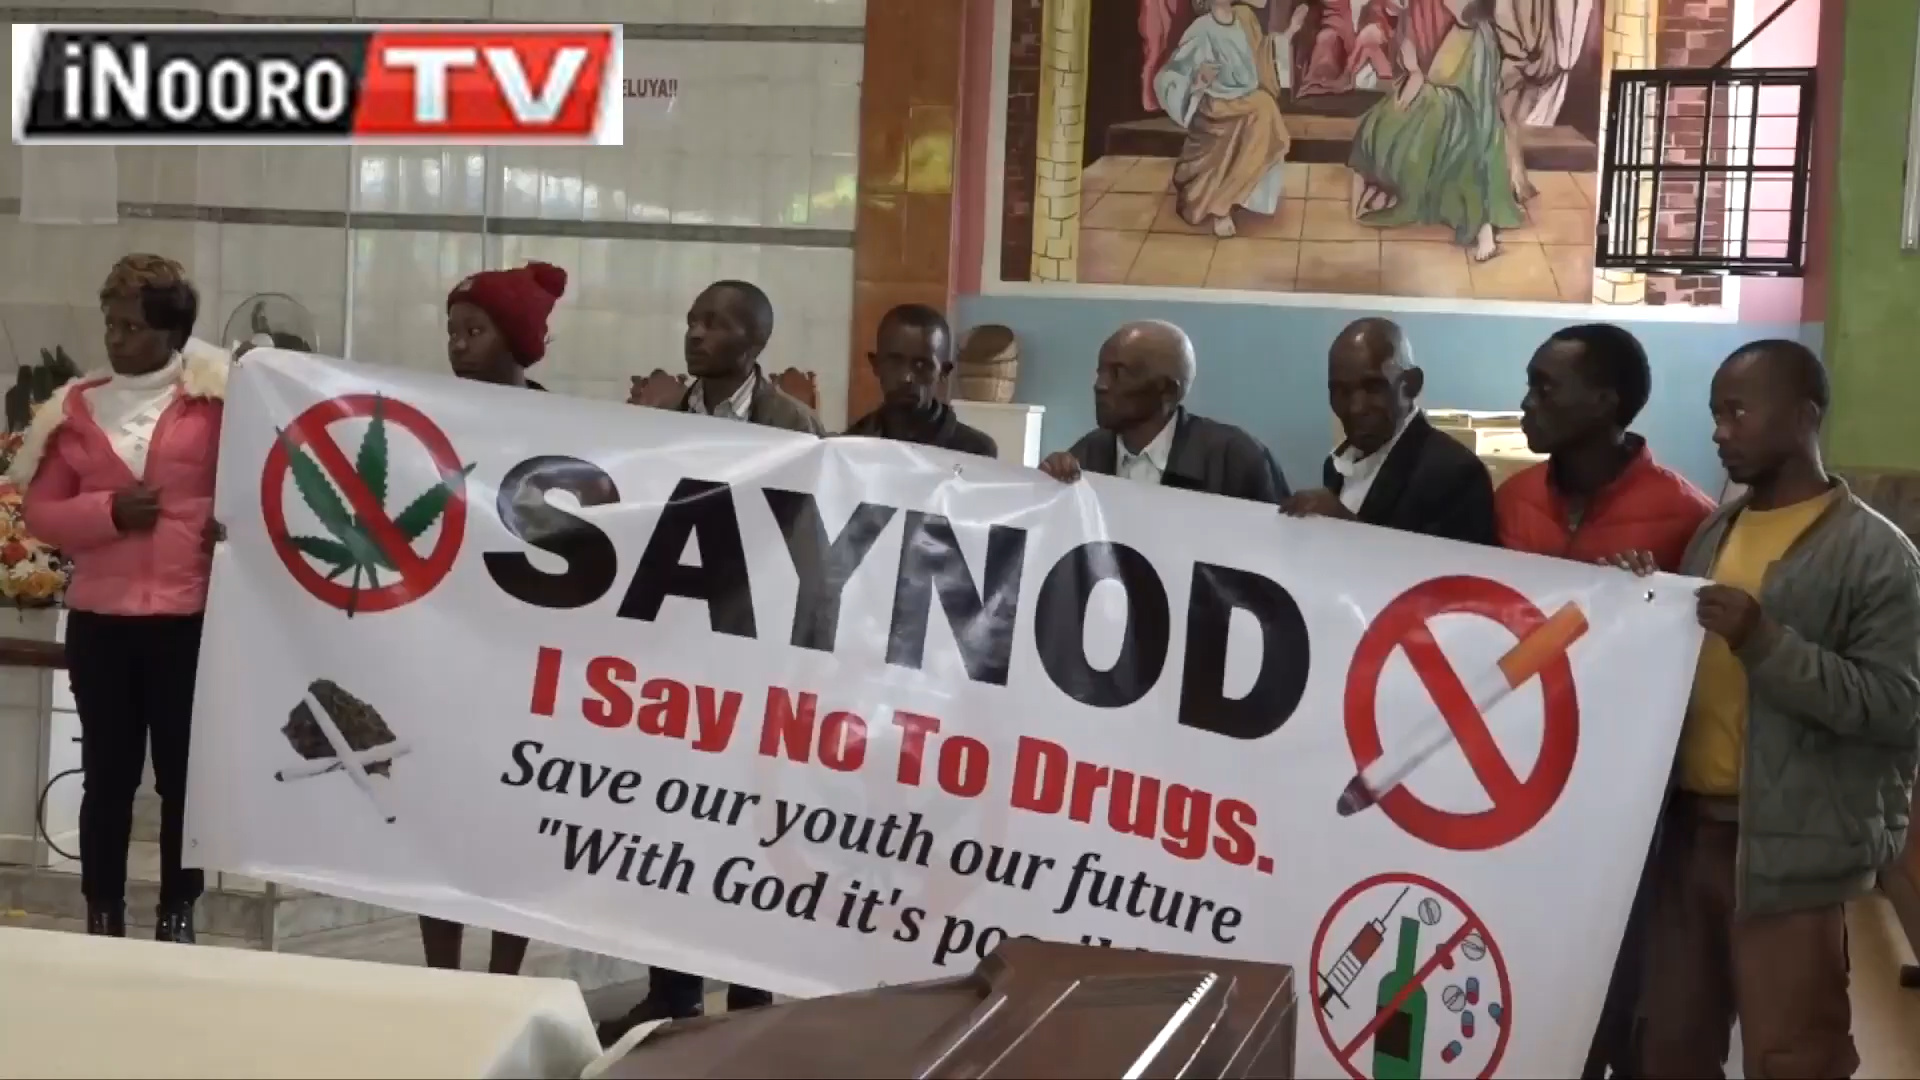 iNOORO TV
SAYNOD
I Say No To Drugs.
Save our youth our future
"With God it's